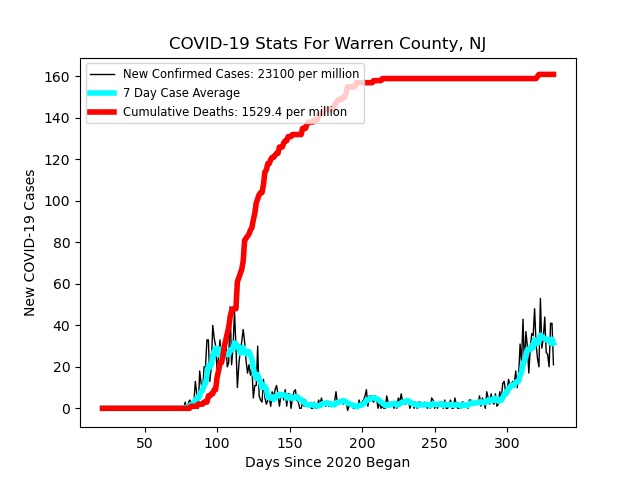 COVID-19 Stats For Warren County, NJ
New Confirmed Cases: 23100 per million
7 Day Case Average
Cumulative Deaths: 1529.4 per million
New COVID-19 Cases
160
140
120
100
80
60
40
20
0
50 100 150 200 250 300
Days Since 2020 Began